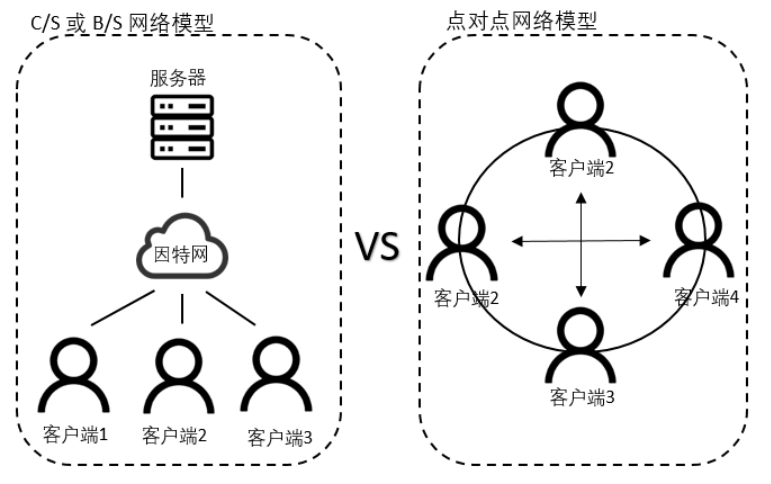 C/S 或 B/S 网络模型
服务器
因特网
客户端1
客户端2
客户端3
VS
点对点网络模型
客户端2
客户端2
客户端4
客户端3